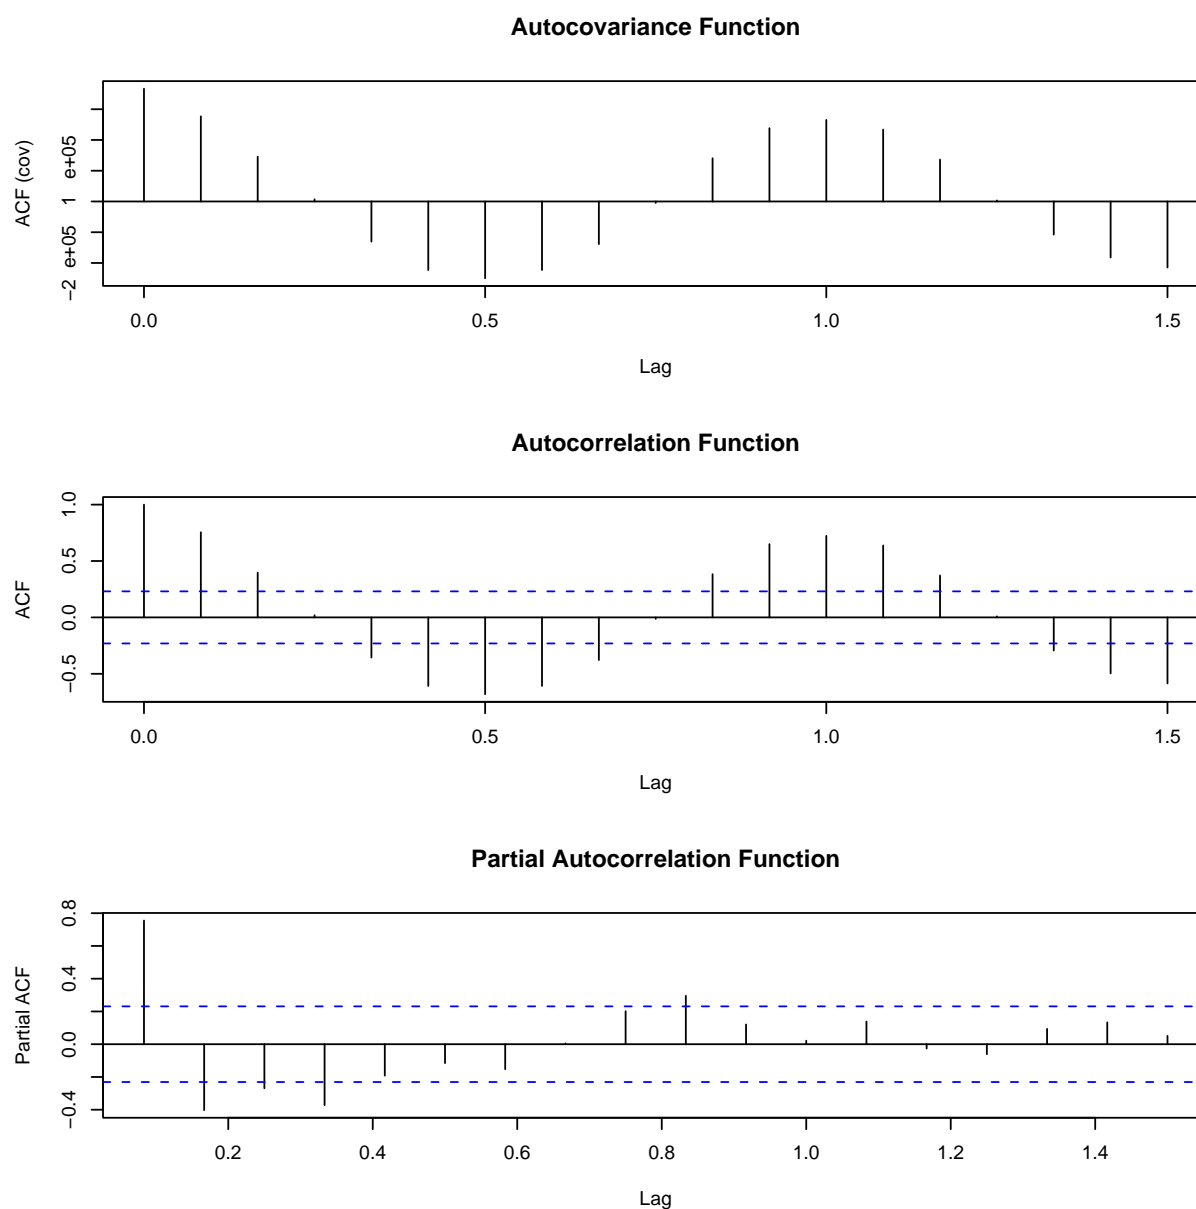 Autocovariance Function
ACF (cov)
−2 e+05
1 e+05
0.0 0.5 1.0 1.5
Lag
Autocorrelation Function
ACF
−0.5 0.0 0.5 1.0
0.0 0.5 1.0 1.5
Lag
Partial Autocorrelation Function
Partial ACF
−0.4 0.0 0.4 0.8
0.2 0.4 0.6 0.8 1.0 1.2 1.4
Lag